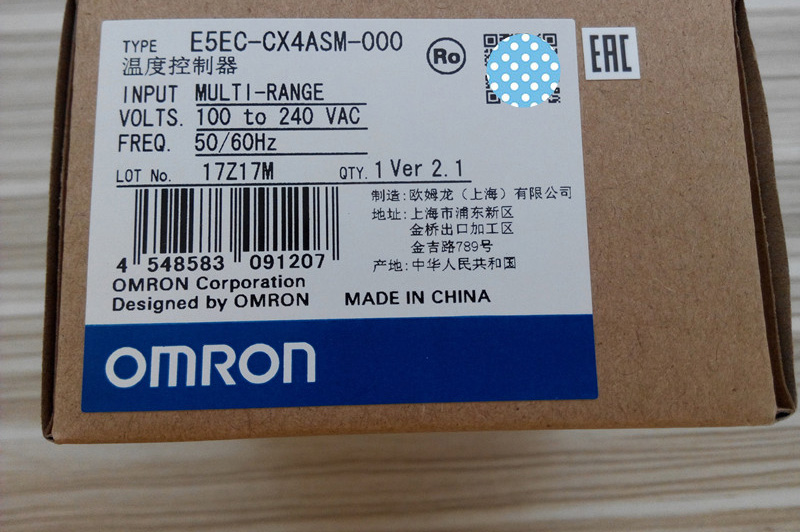 TYPE E5EC-CX4ASM-000
温度控制器
INPUT MULTI-RANGE
VOLTS. 100 to 240 VAC
FREQ. 50/60Hz
LOT No. 17Z17M QTY. 1 Ver 2.1
Ro
EAC
制造: 欧姆龙（上海）有限公司
地址: 上海市浦东新区
金桥出口加工区
金吉路789号
产地: 中华人民共和国
4 548583 091207
OMRON Corporation
Designed by OMRON MADE IN CHINA
OMRON